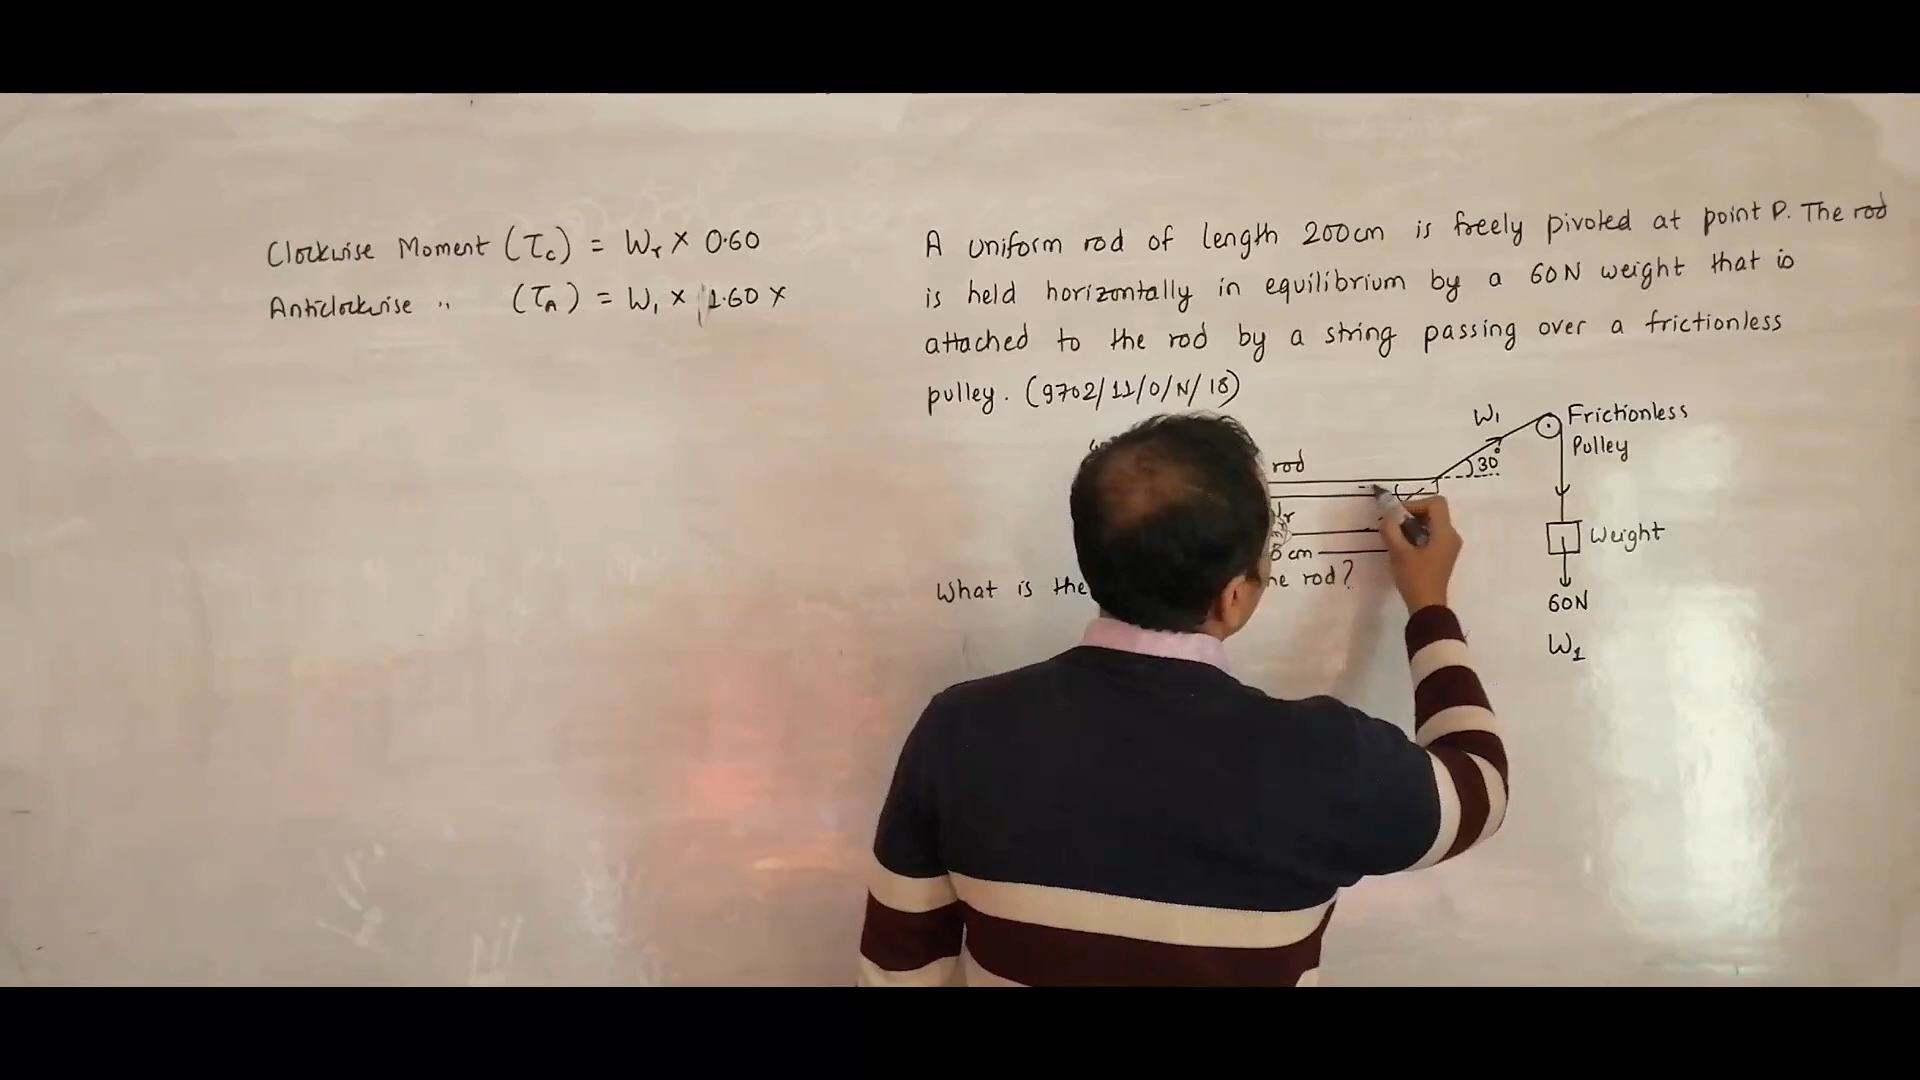 Clockwise Moment (τc) = Wr × 0.60
Anticlockwise " (τA) = W1 × 1.60 ×
A uniform rod of length 200cm is freely pivoted at point P. The rod
is held horizontally in equilibrium by a 60N weight that is
attached to the rod by a string passing over a frictionless
pulley. (9702/11/O/N/18)
W1
Frictionless
Pulley
rod
30°
Weight
cm
What is the
rod?
60N
W1